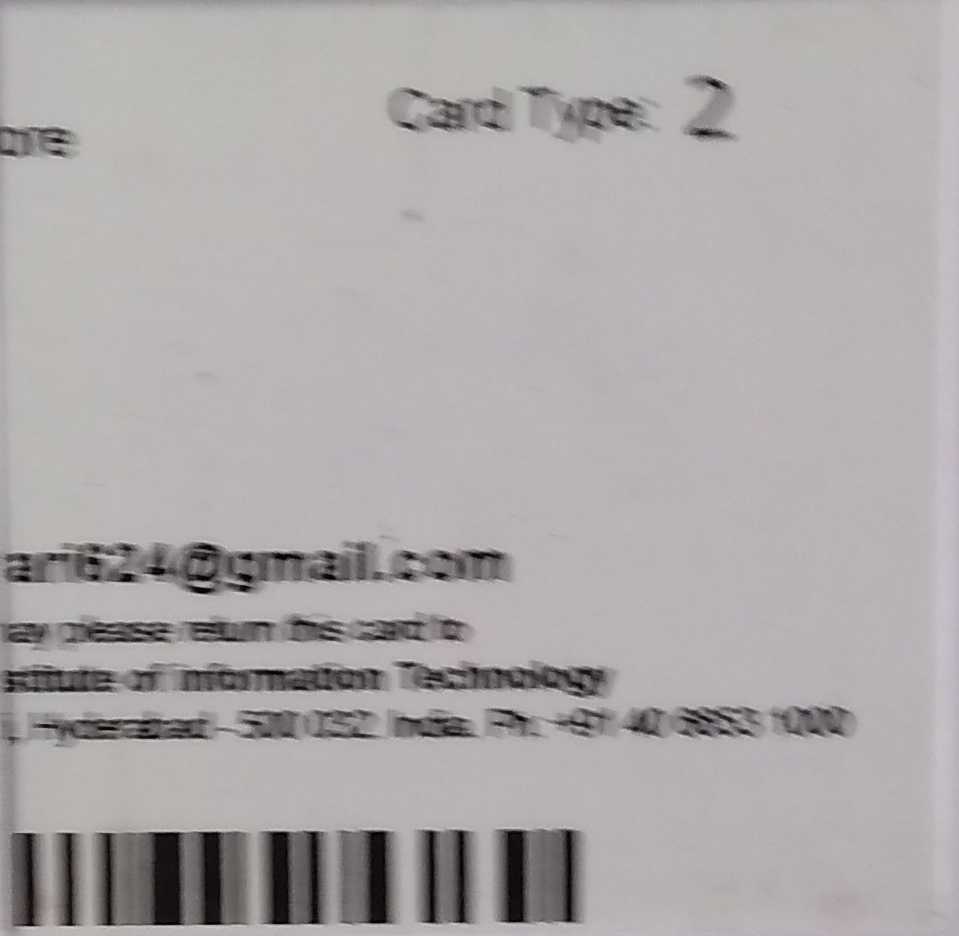 ore
Card Type: 2
ari624@gmail.com
ay please return this card to
stitute of Information Technology
i, Hyderabad - 500 032, India. Ph: +91 40 6653 1000